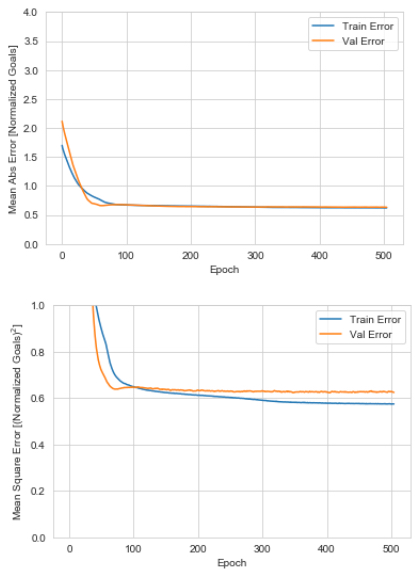 4.0
3.5
3.0
2.5
2.0
1.5
1.0
0.5
0.0
Mean Abs Error [Normalized Goals]
Train Error
Val Error
0 100 200 300 400 500
Epoch
1.0
0.8
0.6
0.4
0.2
0.0
Mean Square Error [(Normalized Goals)²]
Train Error
Val Error
0 100 200 300 400 500
Epoch